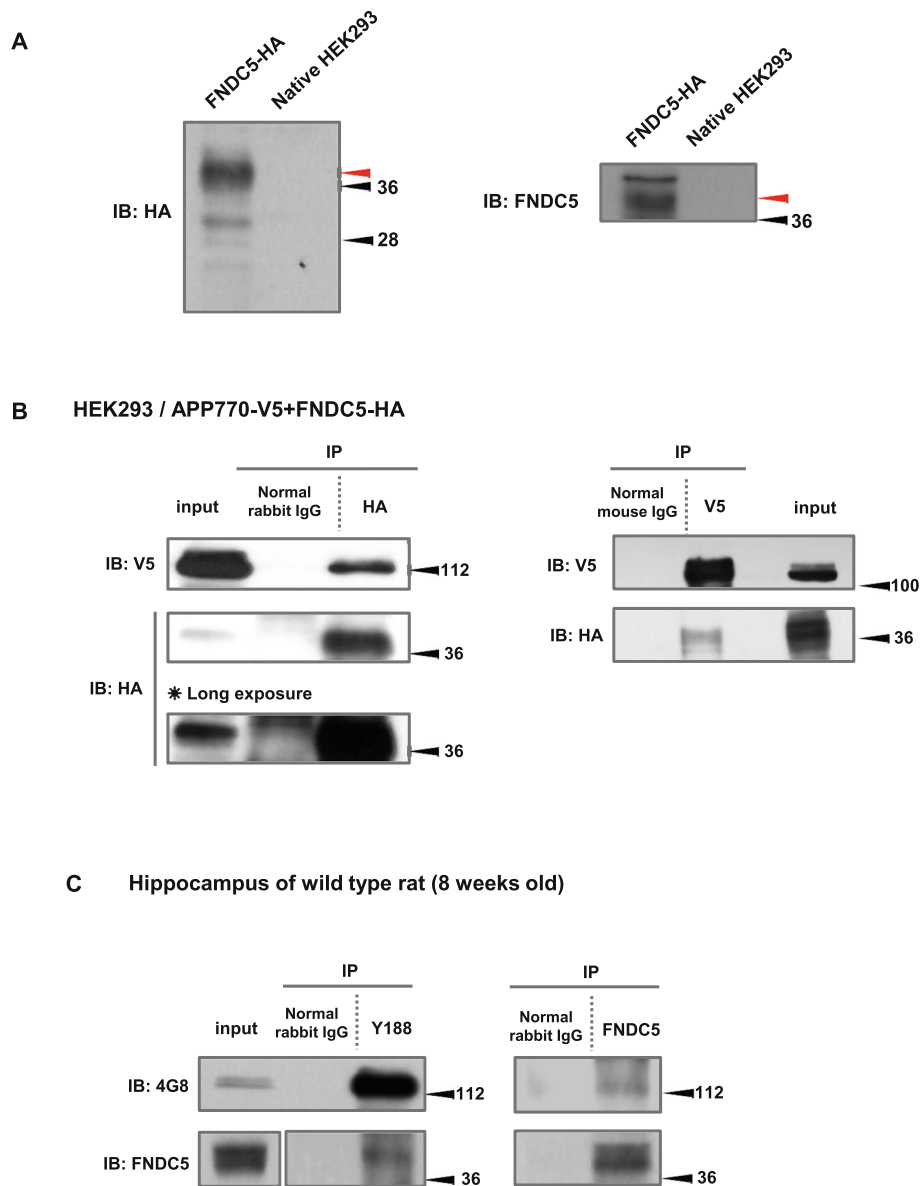 A
FNDC5-HA
Native HEK293
IB: HA
36
28
FNDC5-HA
Native HEK293
IB: FNDC5
36
B
HEK293 / APP770-V5+FNDC5-HA
IP
input
Normal
rabbit IgG
HA
IB: V5
112
IB: HA
36
✷ Long exposure
36
IP
Normal
mouse IgG
V5
input
IB: V5
100
IB: HA
36
C
Hippocampus of wild type rat (8 weeks old)
IP
input
Normal
rabbit IgG
Y188
IB: 4G8
112
IB: FNDC5
36
IP
Normal
rabbit IgG
FNDC5
112
36